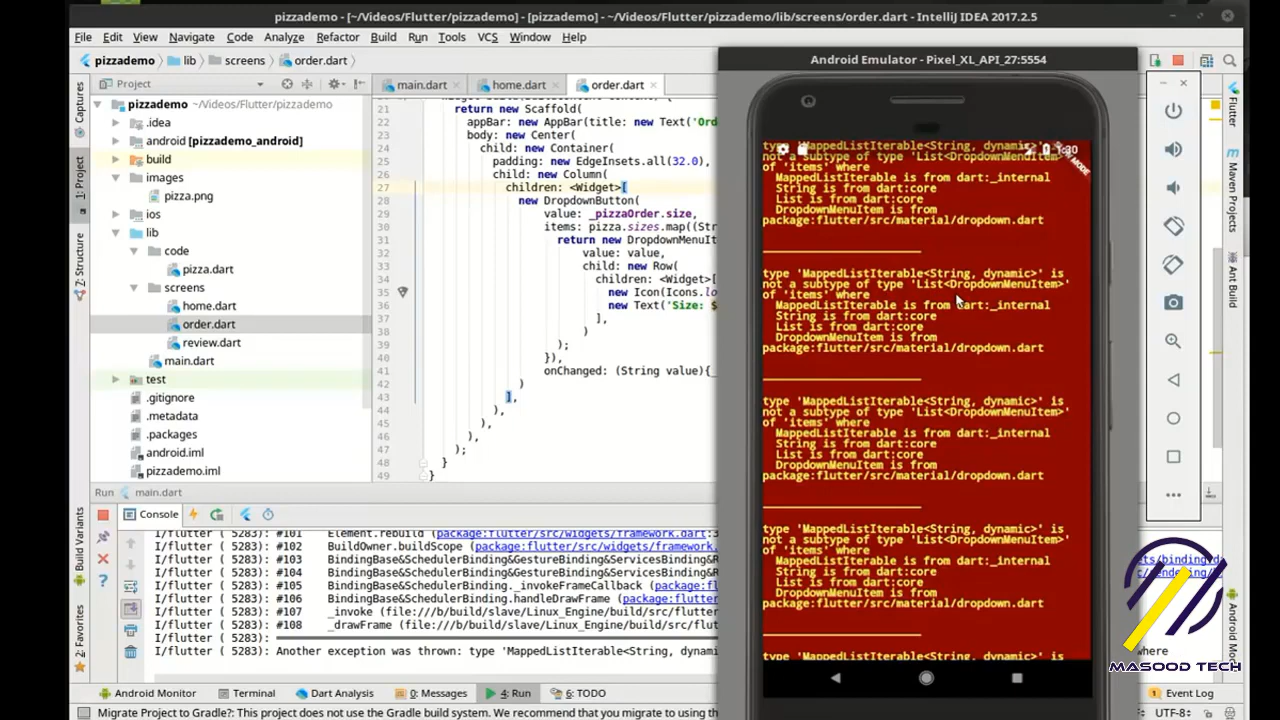 pizzademo - [~/Videos/Flutter/pizzademo] - [pizzademo] - ~/Videos/Flutter/pizzademo/lib/screens/order.dart - IntelliJ IDEA 2017.2.5
File Edit View Navigate Code Analyze Refactor Build Run Tools VCS Window Help
pizzademo lib screens order.dart
Project
main.dart home.dart order.dart
Captures
1: Project
7: Structure
Build Variants
2: Favorites
pizzademo ~/Videos/Flutter/pizzademo
.idea
android [pizzademo_android]
build
images
pizza.png
ios
lib
code
pizza.dart
screens
home.dart
order.dart
review.dart
main.dart
test
.gitignore
.metadata
.packages
android.iml
pizzademo.iml
21 return new Scaffold(
22 appBar: new AppBar(title: new Text('Ord
23 body: new Center(
24 child: new Container(
25 padding: new EdgeInsets.all(32.0),
26 child: new Column(
27 children: <Widget>[
28 new DropdownButton(
29 value: _pizzaOrder.size,
30 items: pizza.sizes.map((Str
31 return new DropdownMenuIt
32 value: value,
33 child: new Row(
34 children: <Widget>[
35 new Icon(Icons.lo
36 new Text('Size: $
37 ],
38 )
39 );
40 }),
41 onChanged: (String value){
42 )
43 ],
44 ),
45 ),
46 ),
47 );
48 }
49 }
Android Emulator - Pixel_XL_API_27:5554
type 'MappedListIterable<String, dynamic>' is
not a subtype of type 'List<DropdownMenuItem>'
of 'items' where
MappedListIterable is from dart:_internal
String is from dart:core
List is from dart:core
DropdownMenuItem is from
package:flutter/src/material/dropdown.dart
type 'MappedListIterable<String, dynamic>' is
not a subtype of type 'List<DropdownMenuItem>'
of 'items' where
MappedListIterable is from dart:_internal
String is from dart:core
List is from dart:core
DropdownMenuItem is from
package:flutter/src/material/dropdown.dart
type 'MappedListIterable<String, dynamic>' is
not a subtype of type 'List<DropdownMenuItem>'
of 'items' where
MappedListIterable is from dart:_internal
String is from dart:core
List is from dart:core
DropdownMenuItem is from
package:flutter/src/material/dropdown.dart
type 'MappedListIterable<String, dynamic>' is
not a subtype of type 'List<DropdownMenuItem>'
of 'items' where
MappedListIterable is from dart:_internal
String is from dart:core
List is from dart:core
DropdownMenuItem is from
package:flutter/src/material/dropdown.dart
type 'MappedListIterable<String, dynamic>' is
Flutter
Maven Projects
Ant Build
Run main.dart
Console
I/flutter ( 5283): #101 Element.rebuild (package:flutter/src/widgets/framework.dart:3
I/flutter ( 5283): #102 BuildOwner.buildScope (package:flutter/src/widgets/framework.
I/flutter ( 5283): #103 BindingBase&SchedulerBinding&GestureBinding&ServicesBinding&R
I/flutter ( 5283): #104 BindingBase&SchedulerBinding&GestureBinding&ServicesBinding&R
I/flutter ( 5283): #105 BindingBase&SchedulerBinding._invokeFrameCallback (package:fl
I/flutter ( 5283): #106 BindingBase&SchedulerBinding.handleDrawFrame (package:flutter
I/flutter ( 5283): #107 _invoke (file:///b/build/slave/Linux_Engine/build/src/flutter
I/flutter ( 5283): #108 _drawFrame (file:///b/build/slave/Linux_Engine/build/src/flut
I/flutter ( 5283):
I/flutter ( 5283): Another exception was thrown: type 'MappedListIterable<String, dynami
where
MASOOD TECH
Android Monitor Terminal Dart Analysis 0: Messages 4: Run 6: TODO Event Log
Migrate Project to Gradle?: This project does not use the Gradle build system. We recommend that you migrate to using th
UTF-8: